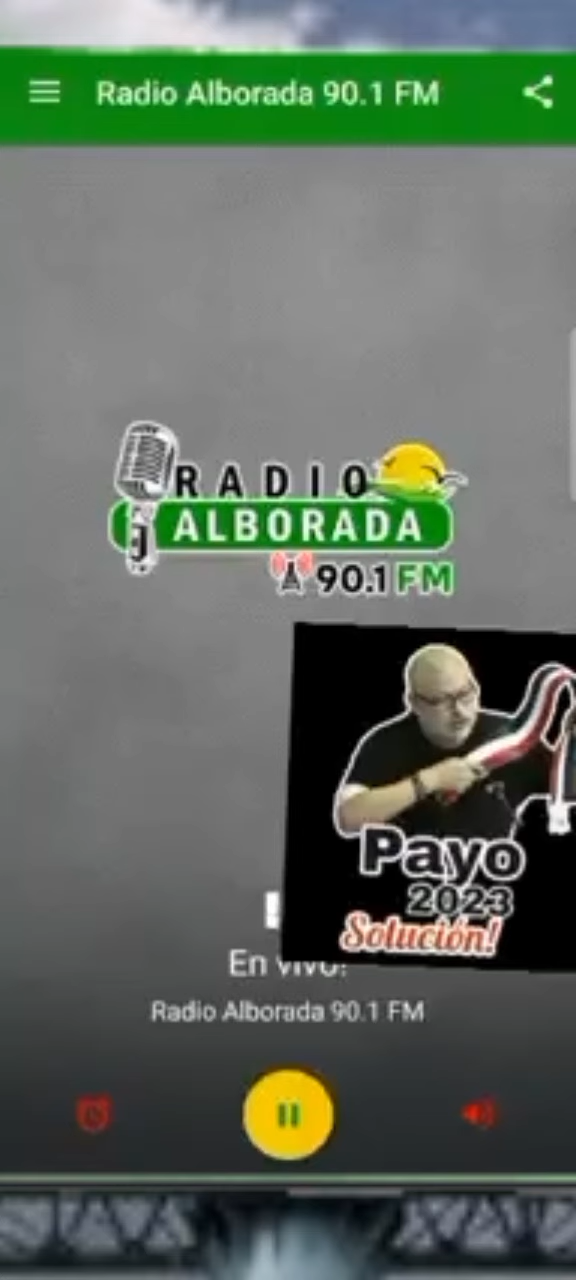 Radio Alborada 90.1 FM
RADIO
ALBORADA
90.1 FM
Payo
2023
Solución!
En vivo!
Radio Alborada 90.1 FM